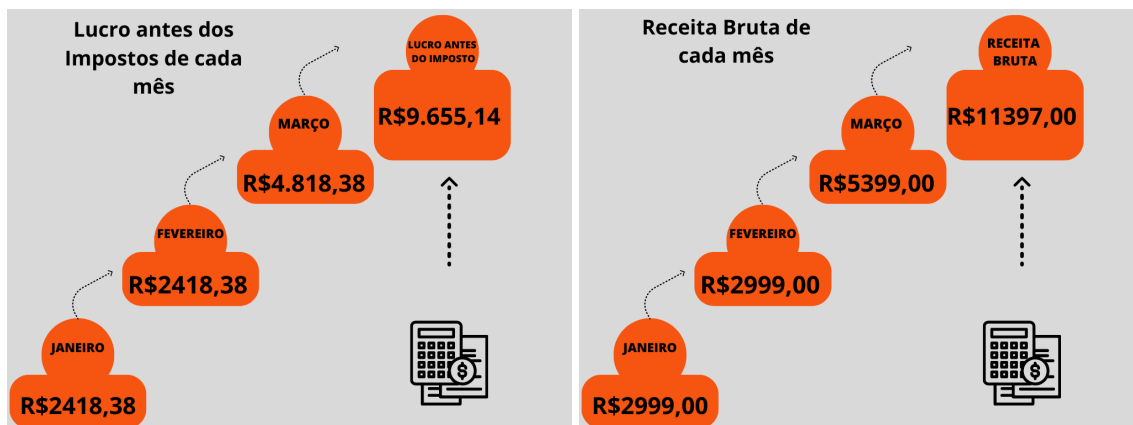 Lucro antes dos
Impostos de cada
mês
LUCRO ANTES
DO IMPOSTO
R$9.655,14
MARÇO
R$4.818,38
FEVEREIRO
R$2418,38
JANEIRO
R$2418,38
$
Receita Bruta de
cada mês
RECEITA
BRUTA
R$11397,00
MARÇO
R$5399,00
FEVEREIRO
R$2999,00
JANEIRO
R$2999,00
$